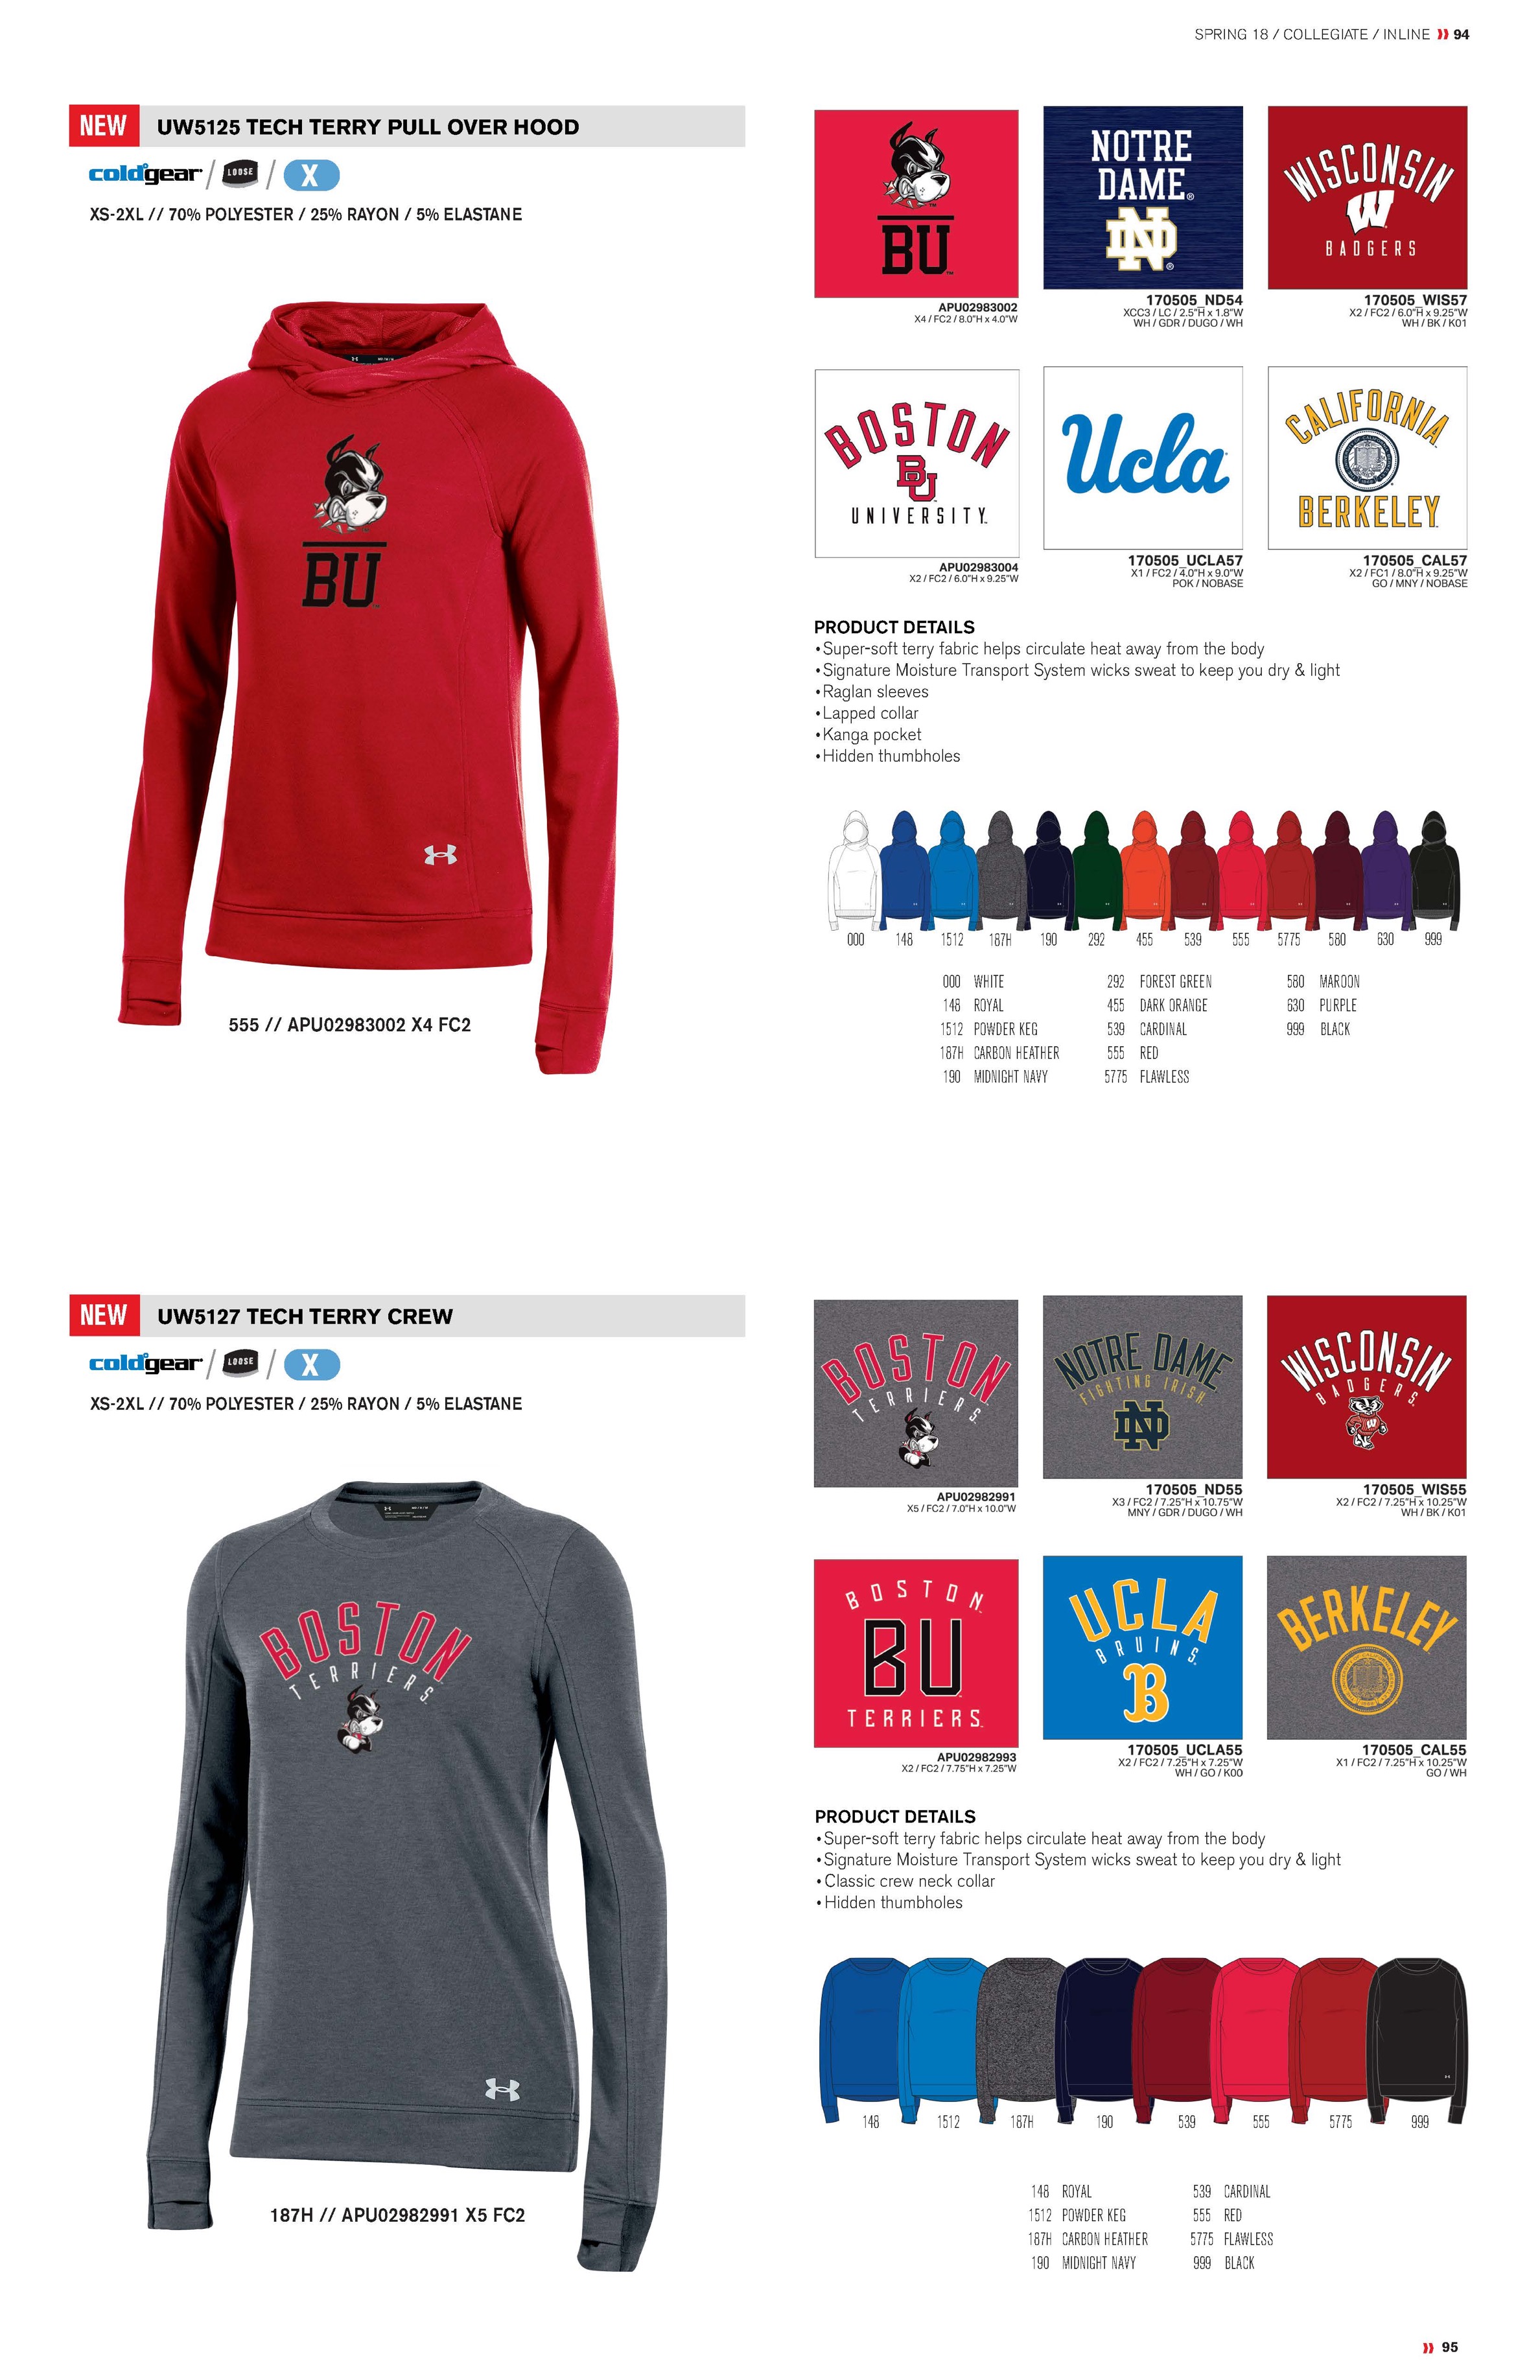 SPRING 18 / COLLEGIATE / INLINE 94
NEW UW5125 TECH TERRY PULL OVER HOOD
coldgear / LOOSE / X
XS-2XL // 70% POLYESTER / 25% RAYON / 5% ELASTANE
BU
555 // APU02983002 X4 FC2
BU
APU02983002
X4 / FC2 / 8.0"H x 4.0"W
NOTRE
DAME®
ND
170505_ND54
XCC3 / LC / 2.5"H x 1.8"W
WH / GDR / DUGO / WH
WISCONSIN
W
BADGERS
170505_WIS57
X2 / FC2 / 6.0"H x 9.25"W
WH / BK / K01
BOSTON
BU
UNIVERSITY
APU02983004
X2 / FC2 / 6.0"H x 9.25"W
Ucla
170505_UCLA57
X1 / FC2 / 4.0"H x 9.0"W
POK / NOBASE
CALIFORNIA
BERKELEY
170505_CAL57
X2 / FC1 / 8.0"H x 9.25"W
GO / MNY / NOBASE
PRODUCT DETAILS
• Super-soft terry fabric helps circulate heat away from the body
• Signature Moisture Transport System wicks sweat to keep you dry & light
• Raglan sleeves
• Lapped collar
• Kanga pocket
• Hidden thumbholes
000 148 1512 187H 190 292 455 539 555 5775 580 630 999
000 WHITE
148 ROYAL
1512 POWDER KEG
187H CARBON HEATHER
190 MIDNIGHT NAVY
292 FOREST GREEN
455 DARK ORANGE
539 CARDINAL
555 RED
5775 FLAWLESS
580 MAROON
630 PURPLE
999 BLACK
NEW UW5127 TECH TERRY CREW
coldgear / LOOSE / X
XS-2XL // 70% POLYESTER / 25% RAYON / 5% ELASTANE
BOSTON
TERRIERS
187H // APU02982991 X5 FC2
BOSTON
TERRIERS
APU02982991
X5 / FC2 / 7.0"H x 10.0"W
NOTRE DAME
FIGHTING IRISH
ND
170505_ND55
X3 / FC2 / 7.25"H x 10.75"W
MNY / GDR / DUGO / WH
WISCONSIN
BADGERS
W
170505_WIS55
X2 / FC2 / 7.25"H x 10.25"W
WH / BK / K01
BOSTON
BU
TERRIERS
APU02982993
X2 / FC2 / 7.75"H x 7.25"W
UCLA
BRUINS
B
170505_UCLA55
X2 / FC2 / 7.25"H x 7.25"W
WH / GO / K00
BERKELEY
170505_CAL55
X1 / FC2 / 7.25"H x 10.25"W
GO / WH
PRODUCT DETAILS
• Super-soft terry fabric helps circulate heat away from the body
• Signature Moisture Transport System wicks sweat to keep you dry & light
• Classic crew neck collar
• Hidden thumbholes
148 1512 187H 190 539 555 5775 999
148 ROYAL
1512 POWDER KEG
187H CARBON HEATHER
190 MIDNIGHT NAVY
539 CARDINAL
555 RED
5775 FLAWLESS
999 BLACK
95